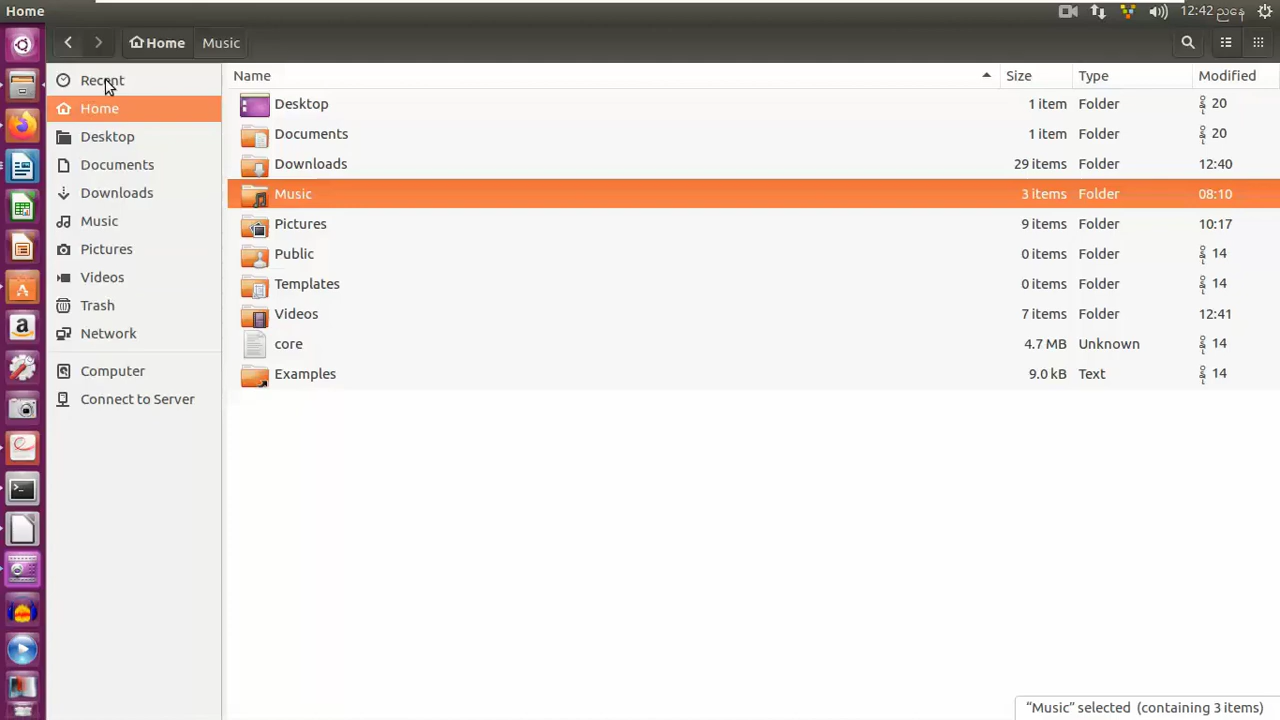 Home
12:42 ညနေ
Home Music
Recent
Home
Desktop
Documents
Downloads
Music
Pictures
Videos
Trash
Network
Computer
Connect to Server
Name Size Type Modified
Desktop 1 item Folder 20
Documents 1 item Folder 20
Downloads 29 items Folder 12:40
Music 3 items Folder 08:10
Pictures 9 items Folder 10:17
Public 0 items Folder 14
Templates 0 items Folder 14
Videos 7 items Folder 12:41
core 4.7 MB Unknown 14
Examples 9.0 kB Text 14
“Music” selected (containing 3 items)